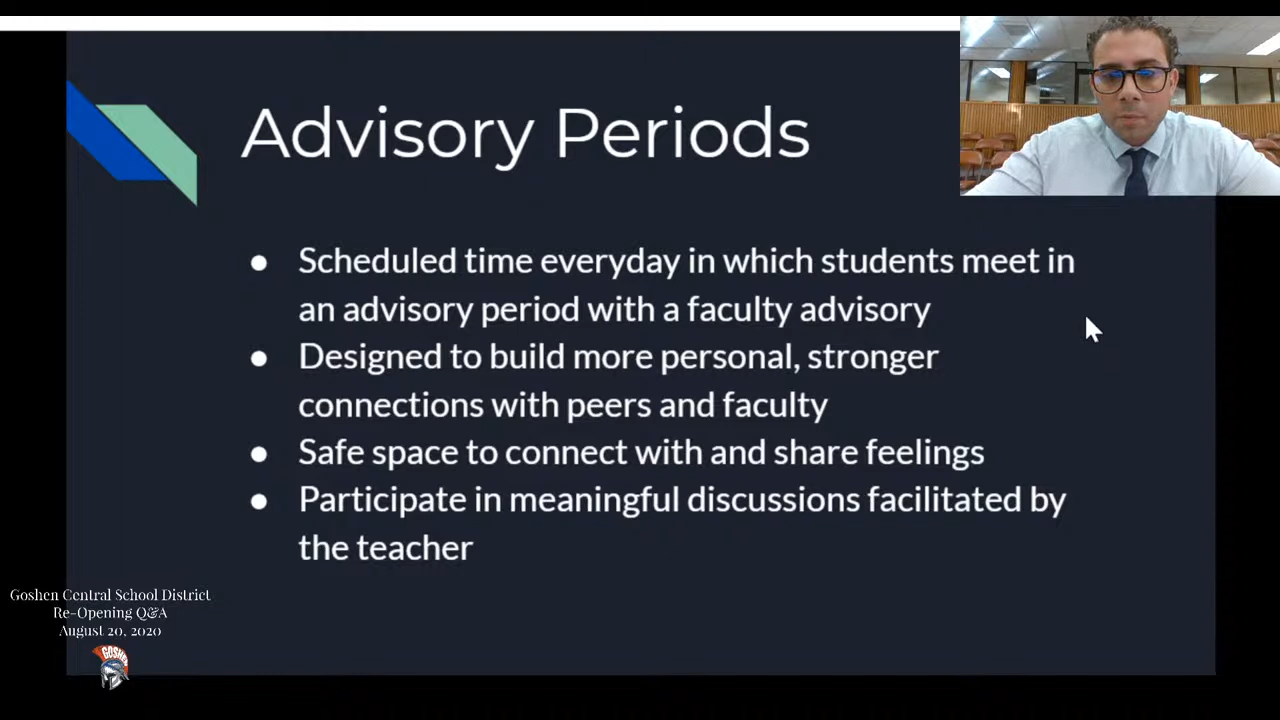 Advisory Periods
● Scheduled time everyday in which students meet in
an advisory period with a faculty advisory
● Designed to build more personal, stronger
connections with peers and faculty
● Safe space to connect with and share feelings
● Participate in meaningful discussions facilitated by
the teacher
Goshen Central School District
Re-Opening Q&A
August 20, 2020
GOSHEN